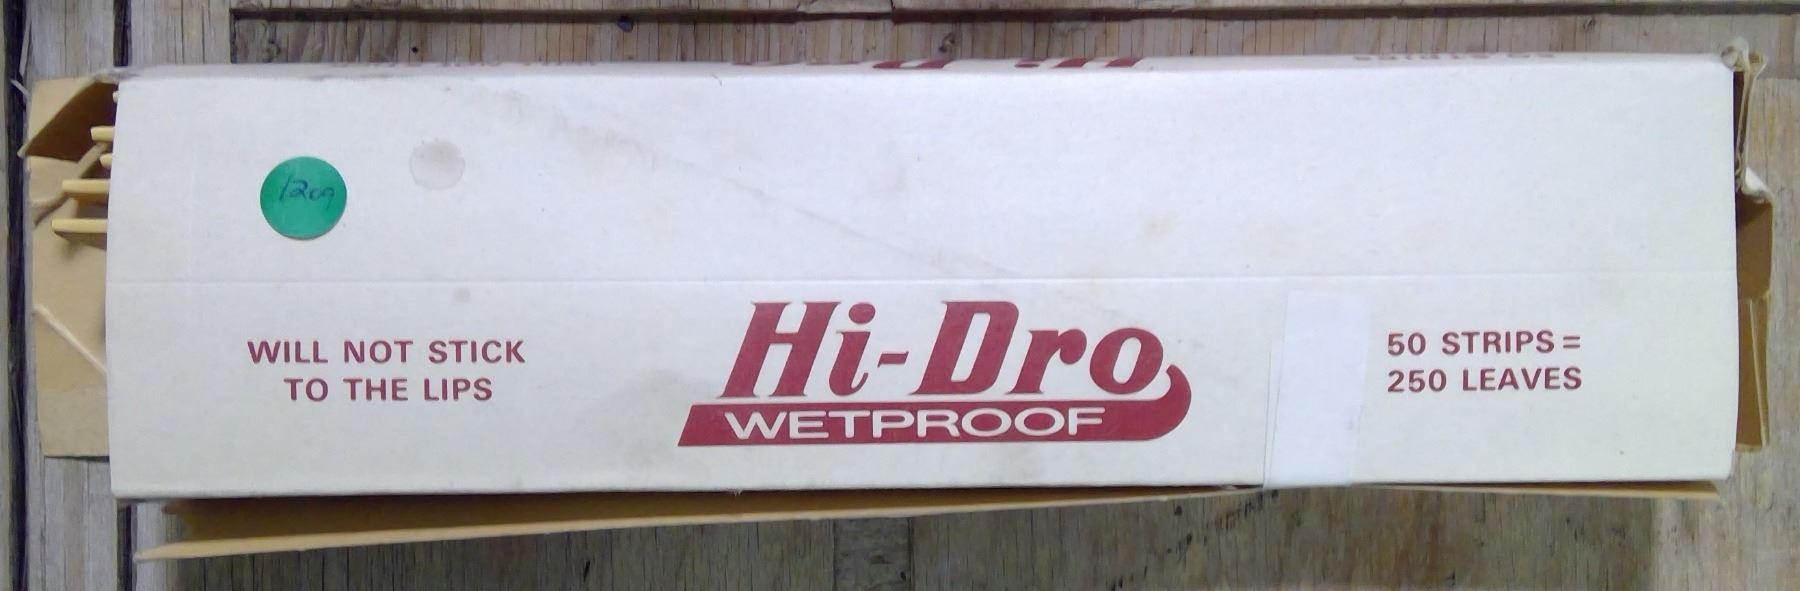 1209
WILL NOT STICK
TO THE LIPS
Hi-Dro
WETPROOF
50 STRIPS =
250 LEAVES